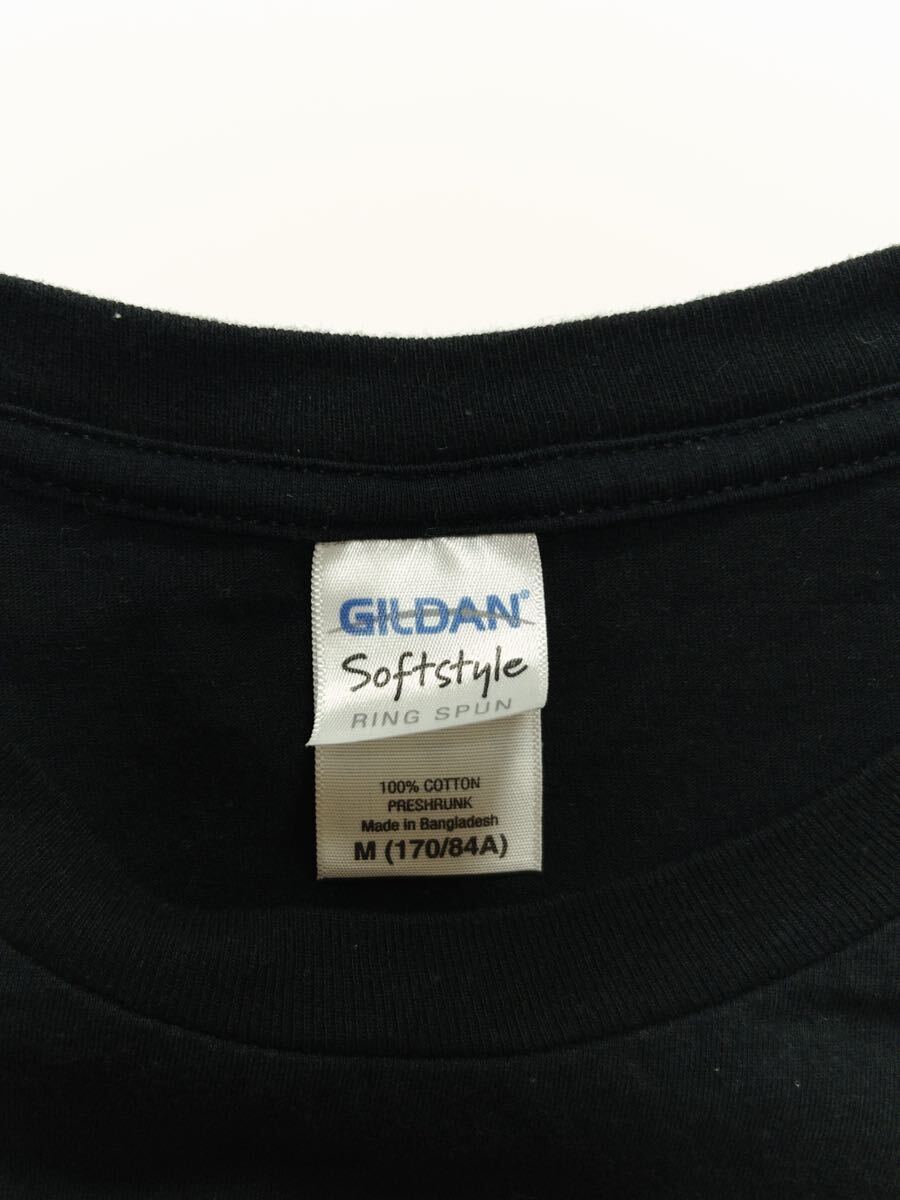 GILDAN®
Softstyle
RING SPUN
100% COTTON
PRESHRUNK
Made in Bangladesh
M (170/84A)